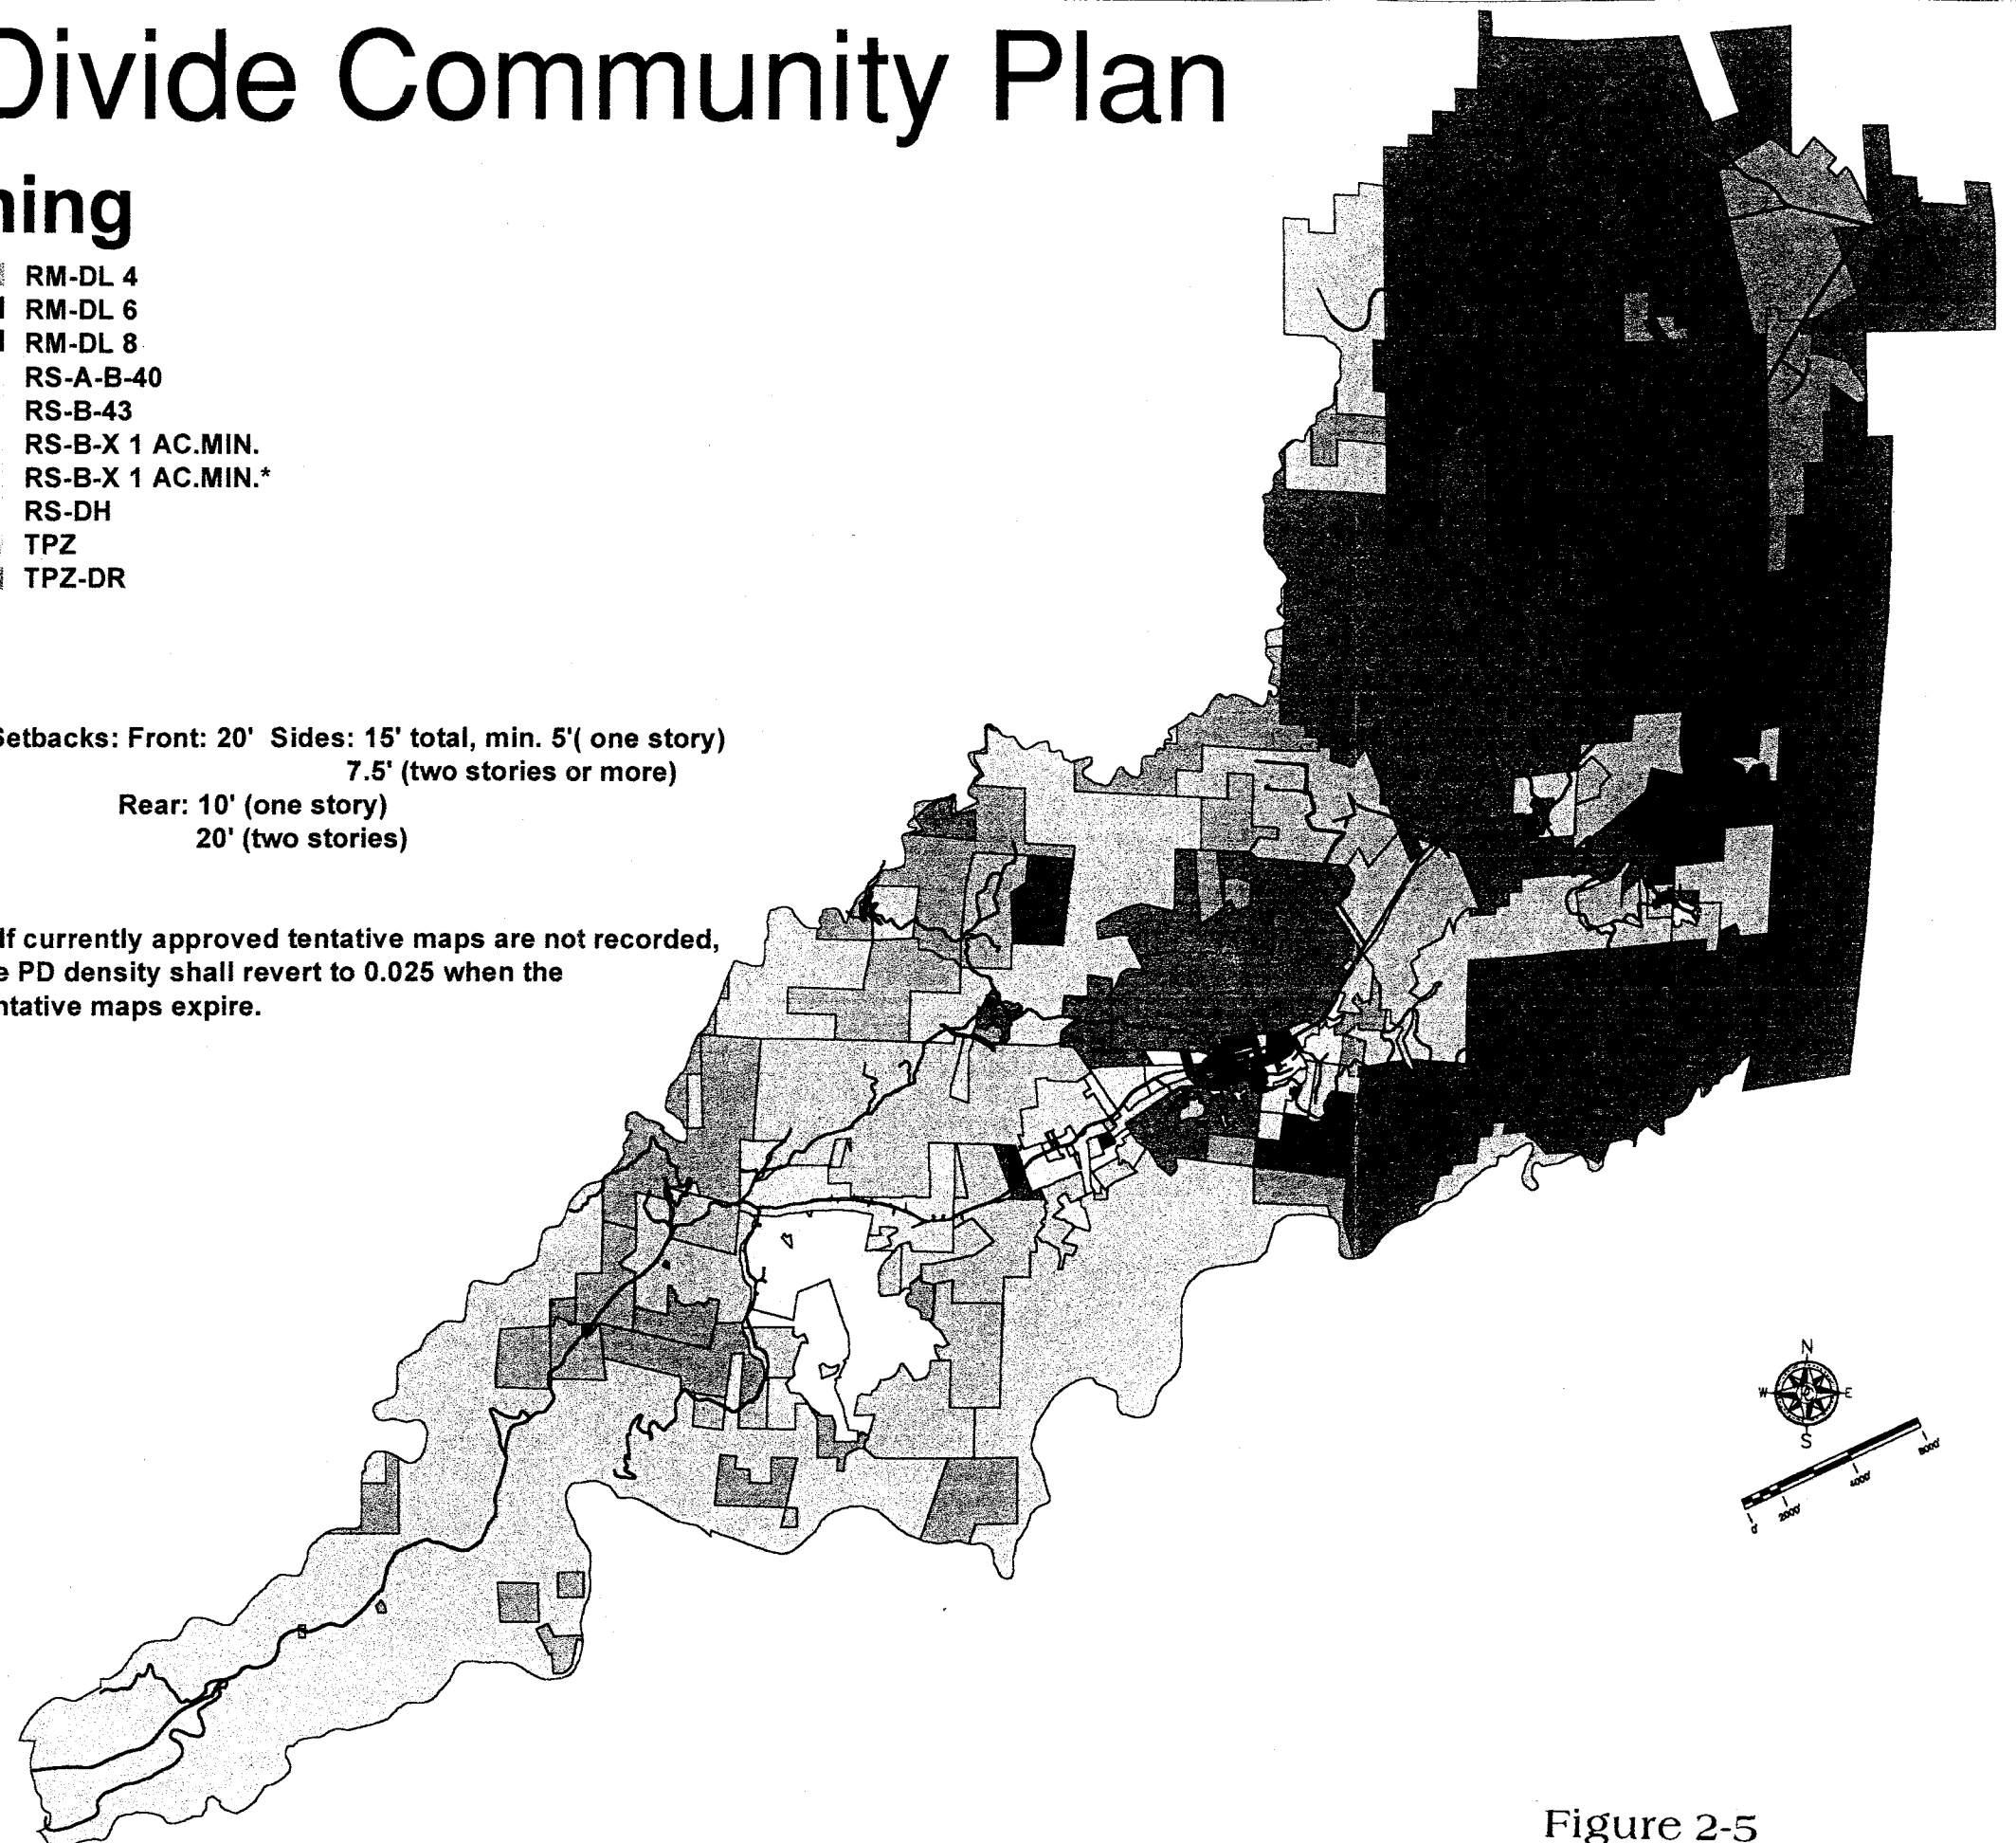 Divide Community Plan
ning
RM-DL 4
RM-DL 6
RM-DL 8
RS-A-B-40
RS-B-43
RS-B-X 1 AC.MIN.
RS-B-X 1 AC.MIN.*
RS-DH
TPZ
TPZ-DR
Setbacks: Front: 20' Sides: 15' total, min. 5'( one story)
7.5' (two stories or more)
Rear: 10' (one story)
20' (two stories)
If currently approved tentative maps are not recorded,
e PD density shall revert to 0.025 when the
ntative maps expire.
N
W E
S
0' 2000' 4000' 8000'
Figure 2-5